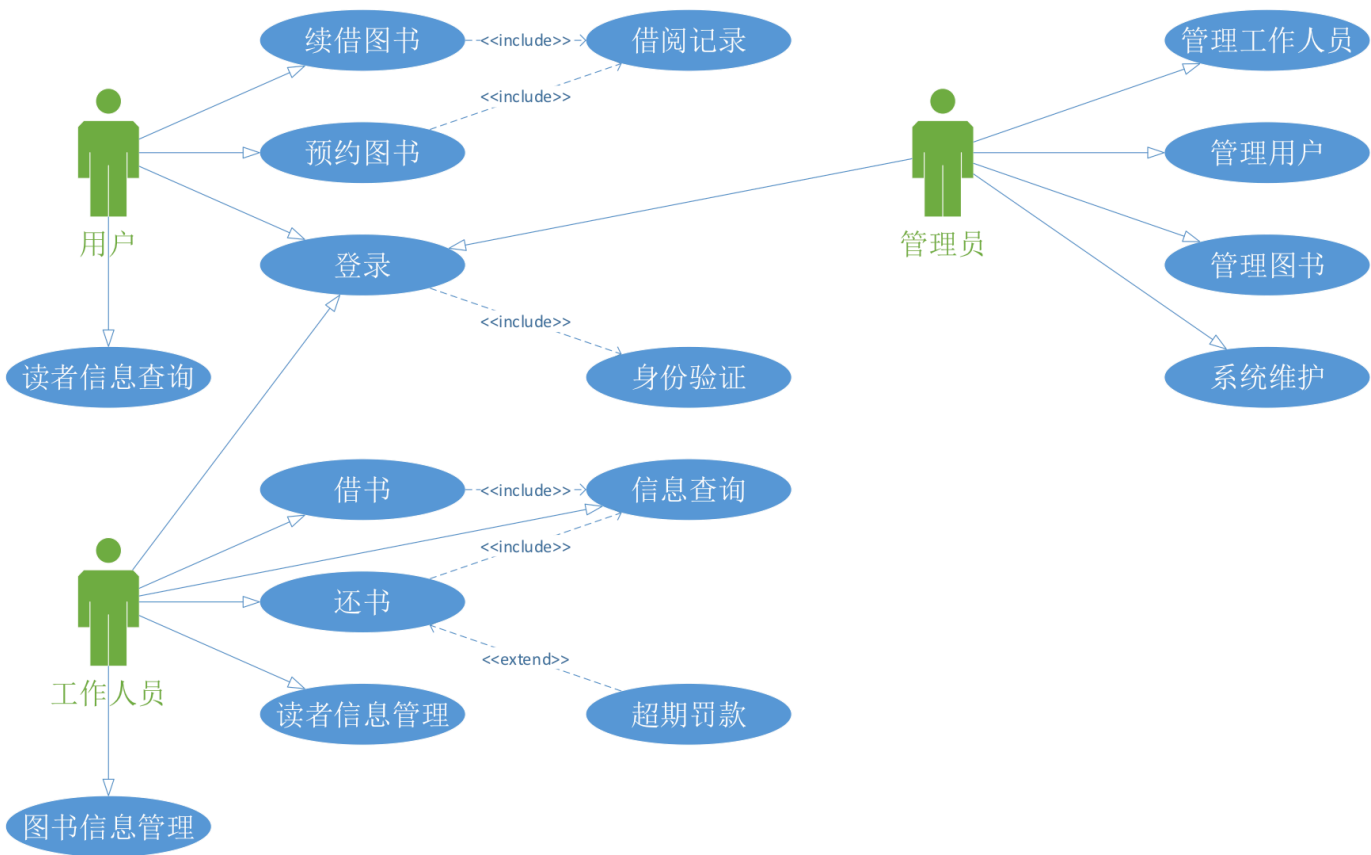 续借图书
<<include>>
借阅记录
管理工作人员
<<include>>
预约图书
管理用户
用户
管理员
登录
管理图书
<<include>>
读者信息查询
身份验证
系统维护
借书
<<include>>
信息查询
<<include>>
还书
<<extend>>
工作人员
读者信息管理
超期罚款
图书信息管理